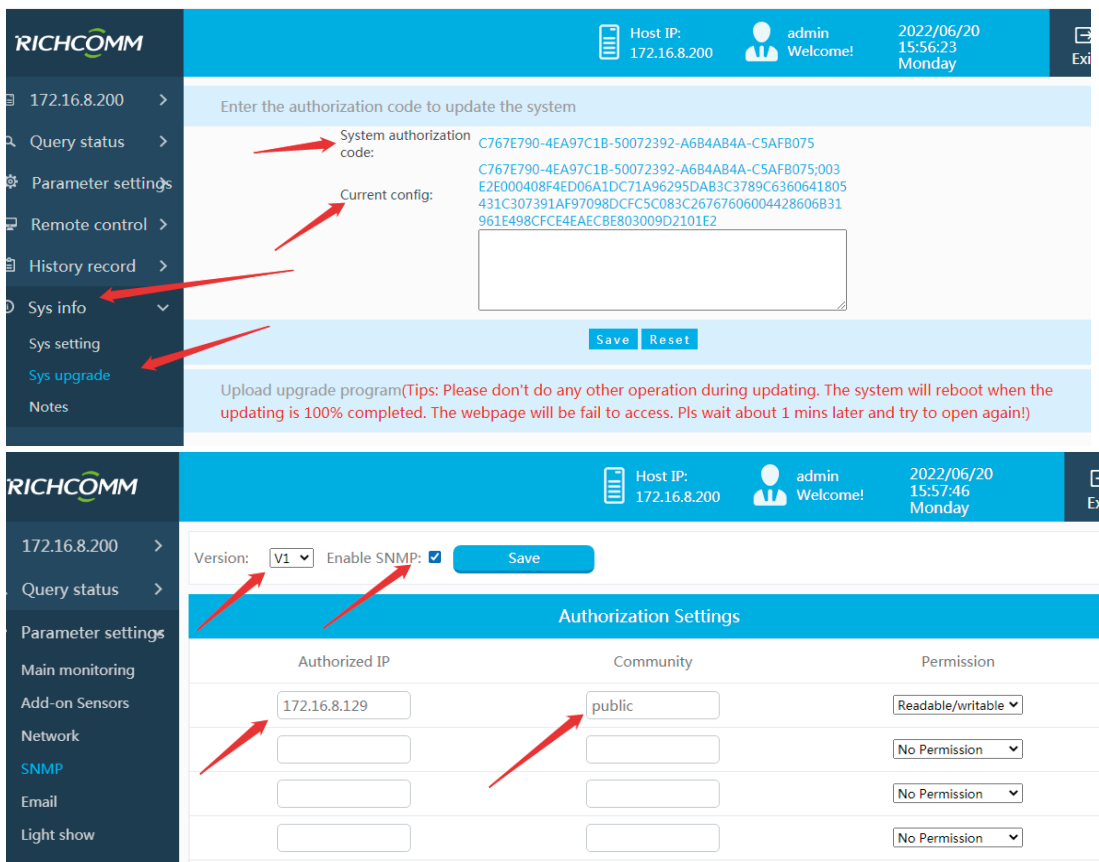 RICHCOMM
Host IP:
172.16.8.200
admin
Welcome!
2022/06/20
15:56:23
Monday
Exi
172.16.8.200
Query status
Parameter settings
Remote control
History record
Sys info
Sys setting
Sys upgrade
Notes
Enter the authorization code to update the system
System authorization
code:
C767E790-4EA97C1B-50072392-A6B4AB4A-C5AFB075
Current config:
C767E790-4EA97C1B-50072392-A6B4AB4A-C5AFB075;003
E2E000408F4ED06A1DC71A96295DAB3C3789C6360641805
431C307391AF97098DCFC5C083C26767606004428606B31
961E498CFCE4EAECBE803009D2101E2
Save Reset
Upload upgrade program(Tips: Please don't do any other operation during updating. The system will reboot when the
updating is 100% completed. The webpage will be fail to access. Pls wait about 1 mins later and try to open again!)
RICHCOMM
Host IP:
172.16.8.200
admin
Welcome!
2022/06/20
15:57:46
Monday
Ex
172.16.8.200
Query status
Parameter settings
Main monitoring
Add-on Sensors
Network
SNMP
Email
Light show
Version: V1 Enable SNMP: Save
Authorization Settings
Authorized IP Community Permission
172.16.8.129 public Readable/writable
No Permission
No Permission
No Permission